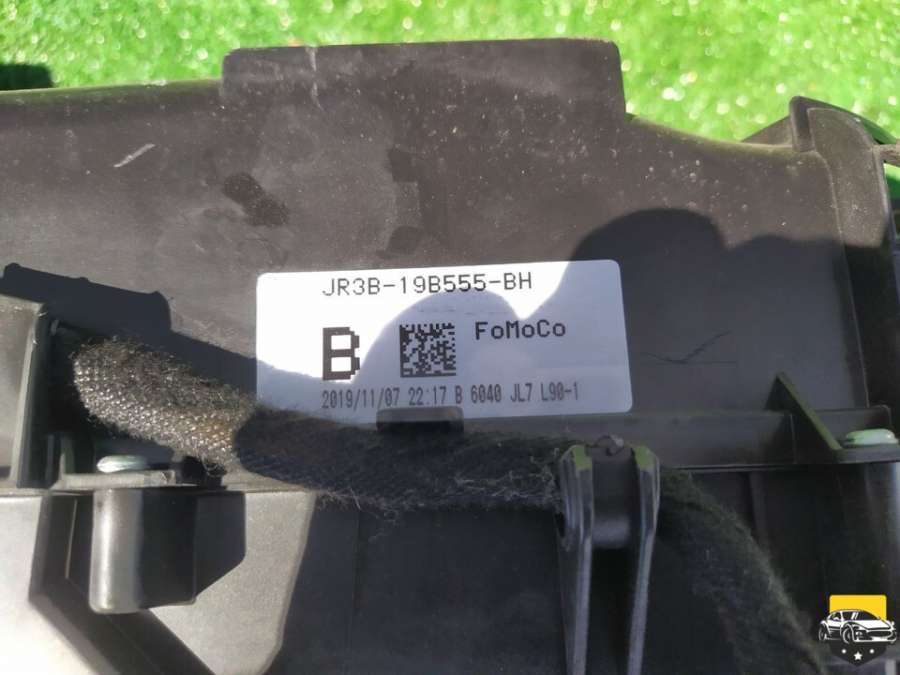 JR3B-19B555-BH
B
FoMoCo
2019/11/07 22:17 B 6040 JL7 L90-1